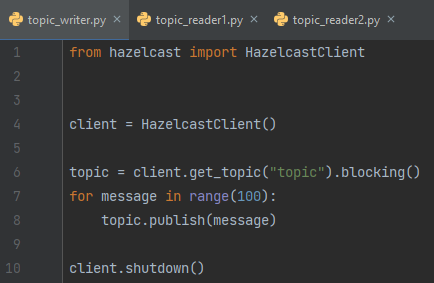 topic_writer.py × topic_reader1.py × topic_reader2.py ×
1 from hazelcast import HazelcastClient
2
3
4 client = HazelcastClient()
5
6 topic = client.get_topic("topic").blocking()
7 for message in range(100):
8     topic.publish(message)
9
10 client.shutdown()